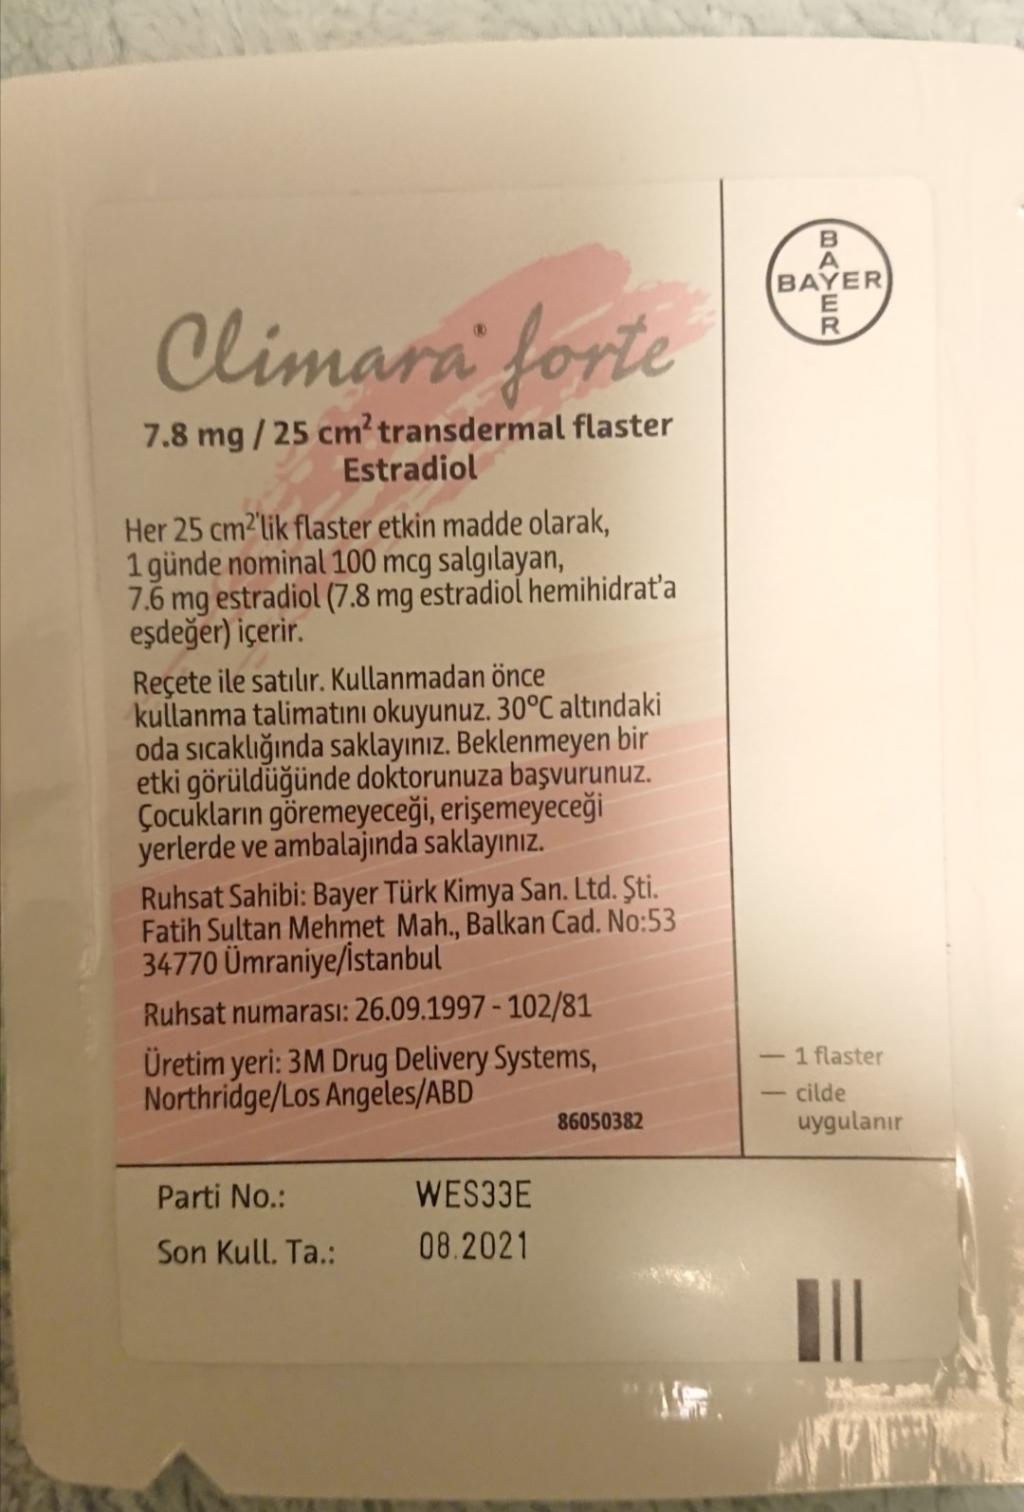 BAYER
BAYER
Climara® forte
7.8 mg / 25 cm² transdermal flaster
Estradiol
Her 25 cm²'lik flaster etkin madde olarak,
1 günde nominal 100 mcg salgılayan,
7.6 mg estradiol (7.8 mg estradiol hemihidrat'a
eşdeğer) içerir.
Reçete ile satılır. Kullanmadan önce
kullanma talimatını okuyunuz. 30°C altındaki
oda sıcaklığında saklayınız. Beklenmeyen bir
etki görüldüğünde doktorunuza başvurunuz.
Çocukların göremeyeceği, erişemeyeceği
yerlerde ve ambalajında saklayınız.
Ruhsat Sahibi: Bayer Türk Kimya San. Ltd. Şti.
Fatih Sultan Mehmet Mah., Balkan Cad. No:53
34770 Ümraniye/İstanbul
Ruhsat numarası: 26.09.1997 - 102/81
Üretim yeri: 3M Drug Delivery Systems,
Northridge/Los Angeles/ABD
86050382
— 1 flaster
— cilde
uygulanır
Parti No.: WES33E
Son Kull. Ta.: 08.2021